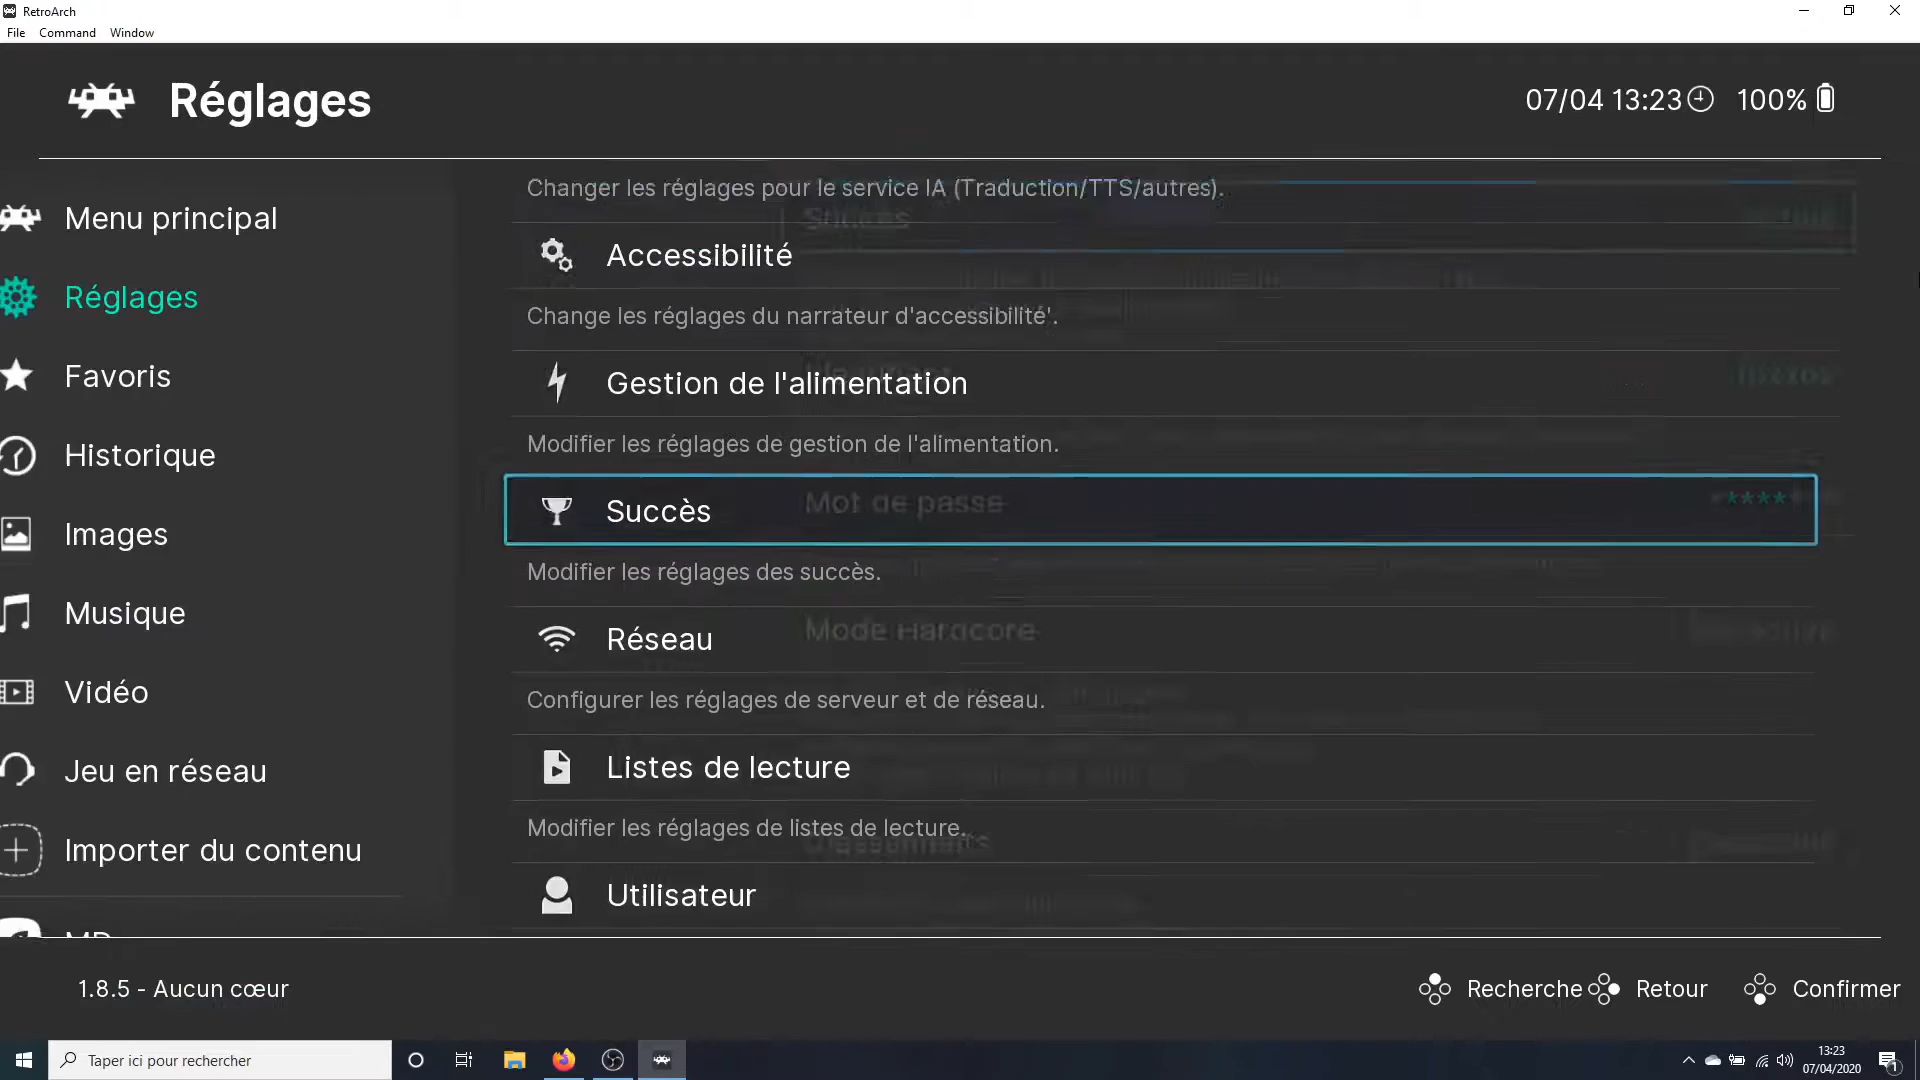 RetroArch
File Command Window
Réglages
07/04 13:23 100%
Menu principal
Réglages
Favoris
Historique
Images
Musique
Vidéo
Jeu en réseau
Importer du contenu
Changer les réglages pour le service IA (Traduction/TTS/autres).
Succès
Accessibilité
Change les réglages du narrateur d'accessibilité'.
Gestion de l'alimentation
Modifier les réglages de gestion de l'alimentation.
Succès
Mot de passe ****
Modifier les réglages des succès.
Réseau
Mode Hardcore
Configurer les réglages de serveur et de réseau.
Listes de lecture
Modifier les réglages de listes de lecture.
Utilisateur
1.8.5 - Aucun cœur
Recherche Retour Confirmer
Taper ici pour rechercher
13:23
07/04/2020
1